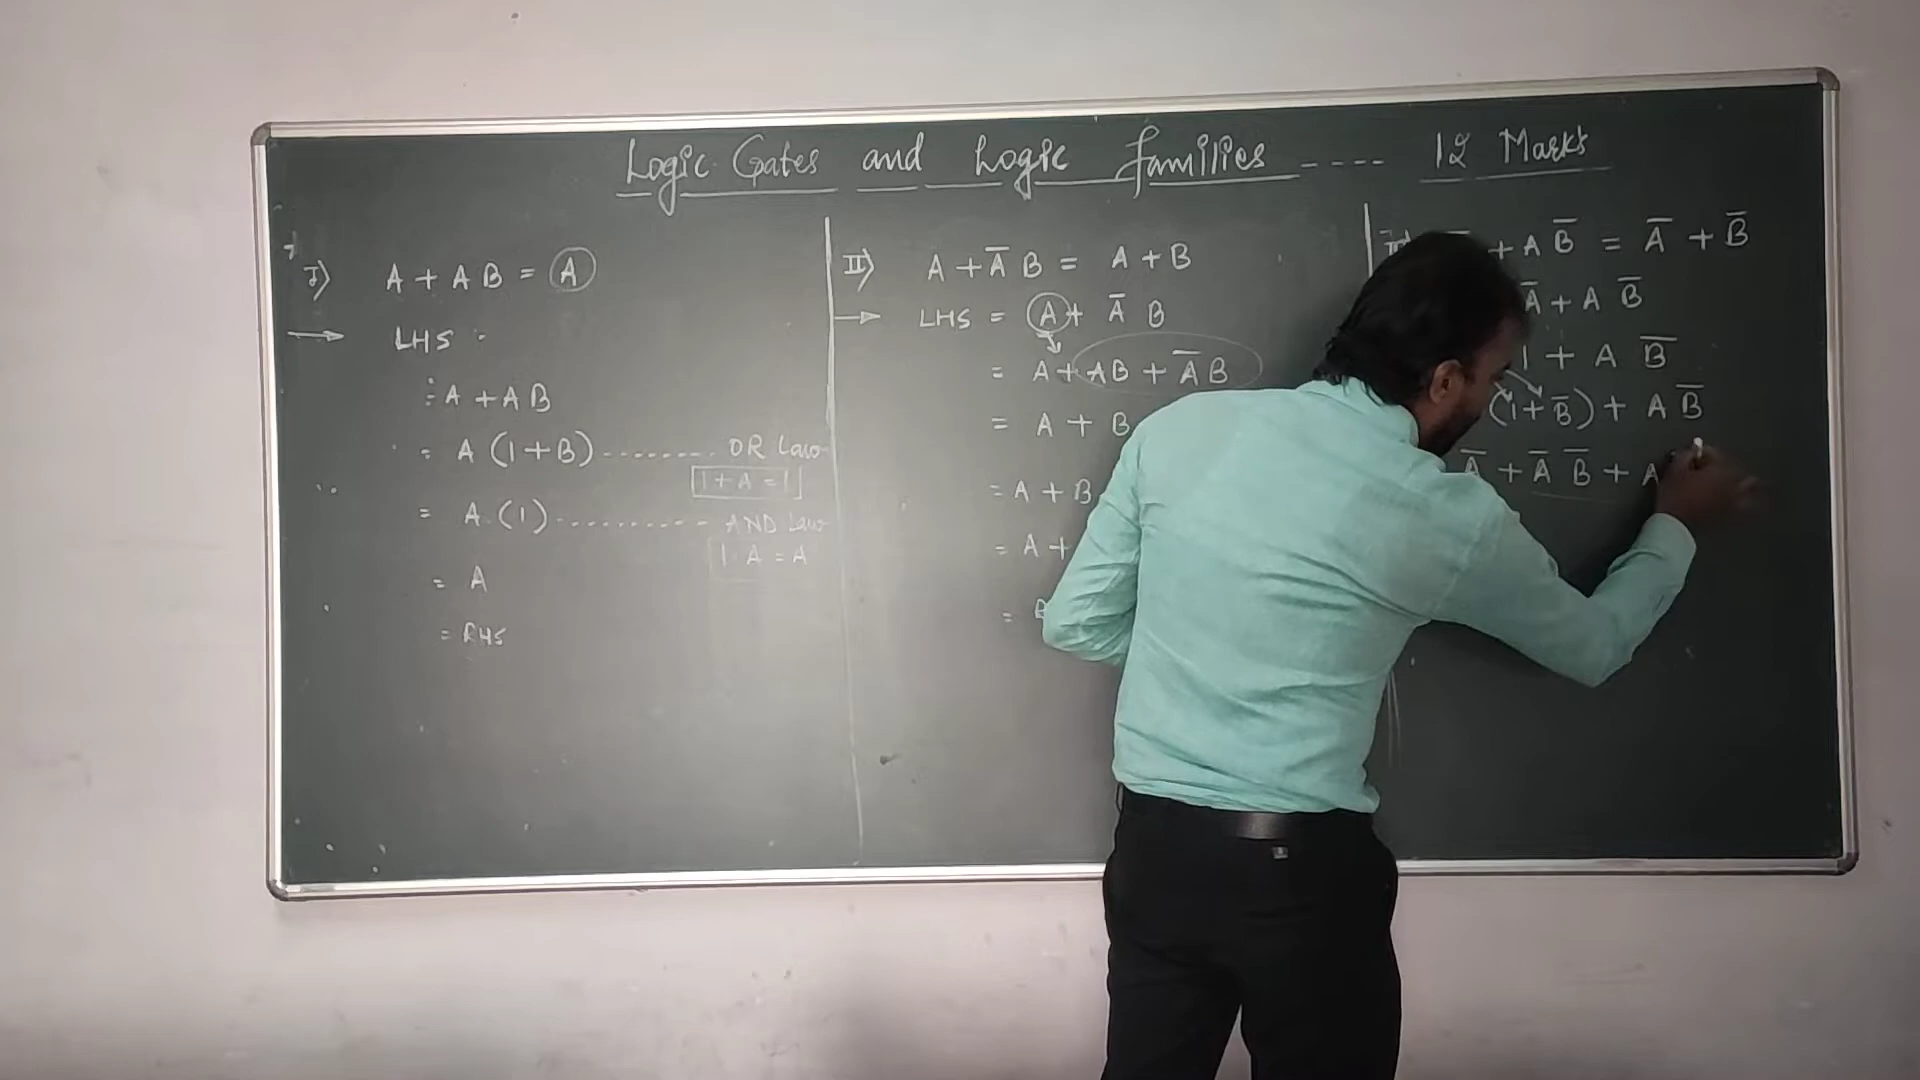 Logic Gates and Logic families ---- 12 Marks
I) A + A B = A
LHS =
= A + A B
= A (1 + B) -------- OR Law
1 + A = 1
= A · (1) ---------- AND Law
1 · A = A
= A
= RHS
II) A + A̅ B = A + B
LHS = A + A̅ B
= A + A B + A̅ B
= A + B
= A + B
= A +
=
+ A B̅ = A̅ + B̅
A̅ + A B̅
1 + A B̅
(1 + B̅) + A B̅
A̅ + A̅ B̅ + A